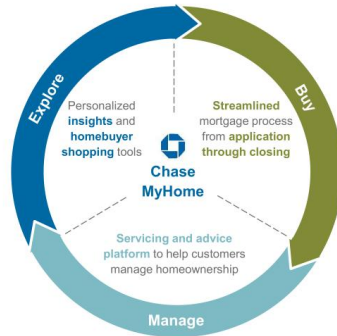 Explore
Buy
Personalized
insights and
homebuyer
shopping tools
Streamlined
mortgage process
from application
through closing
Chase
MyHome
Servicing and advice
platform to help customers
manage homeownership
Manage